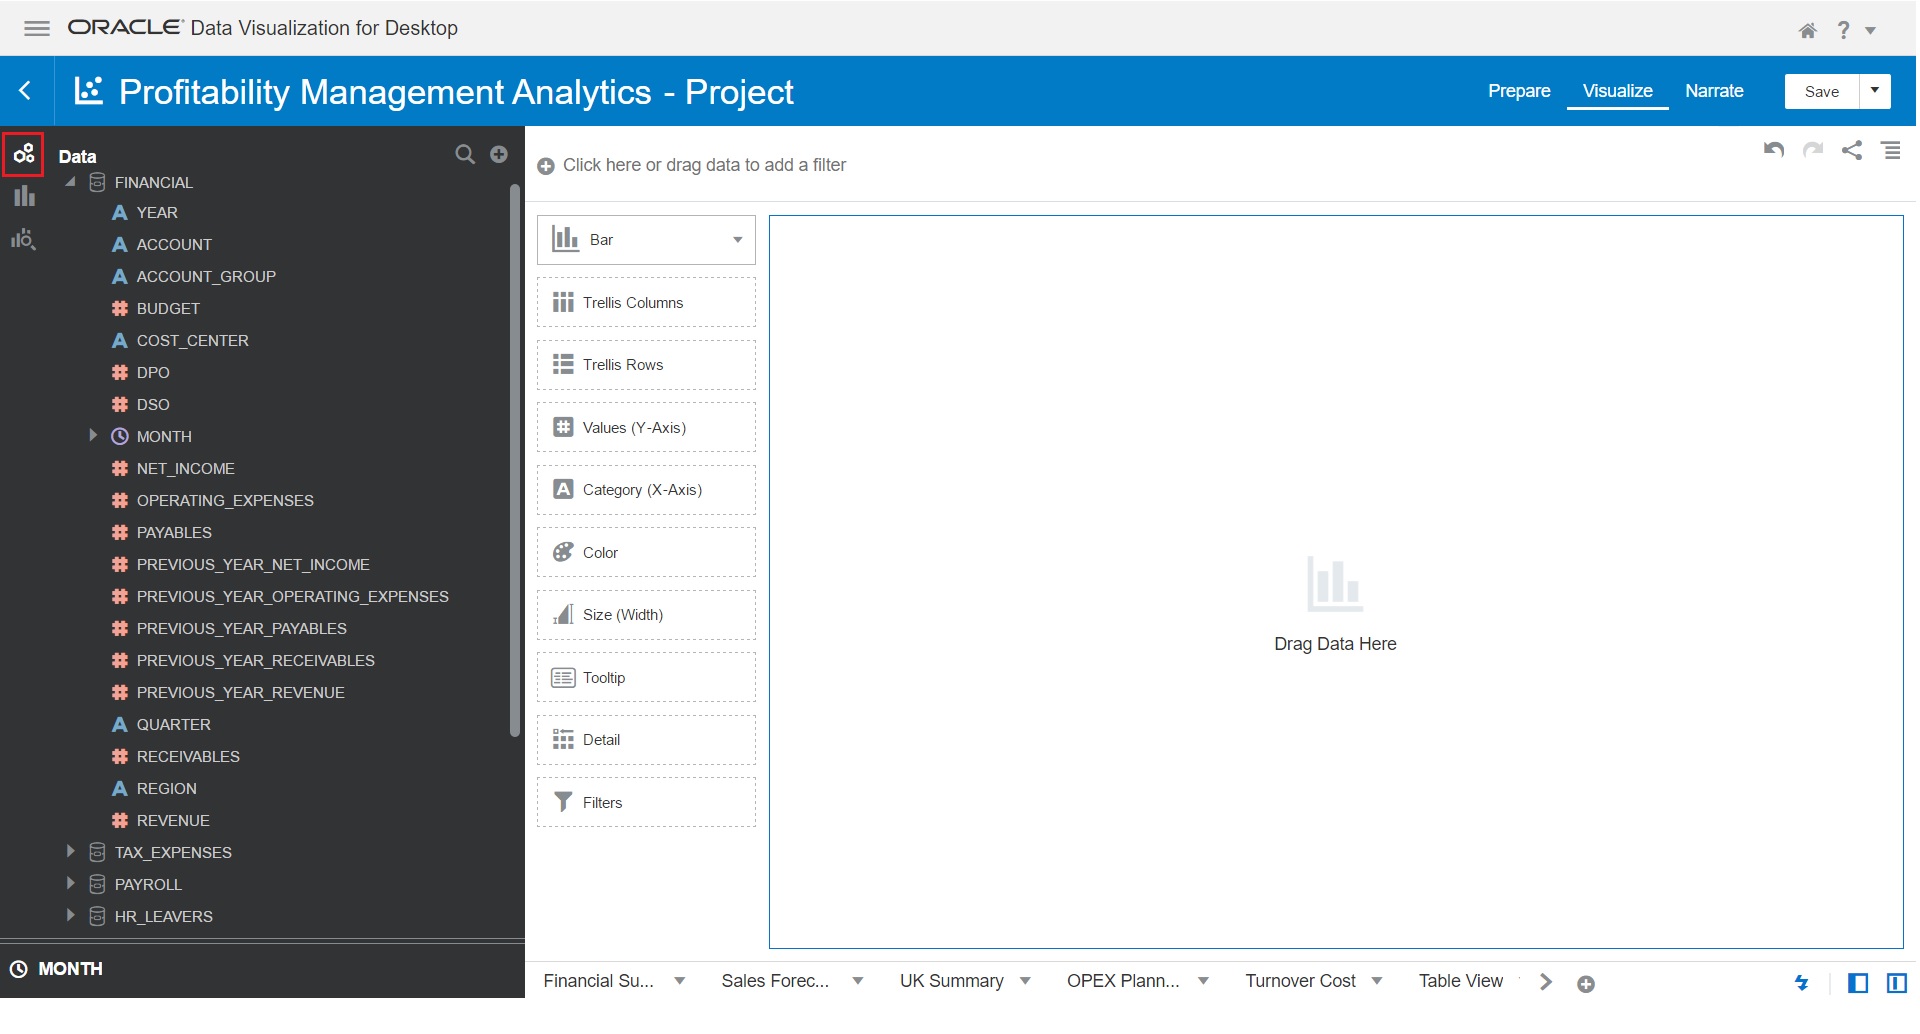 ORACLE Data Visualization for Desktop
?
Profitability Management Analytics - Project
Prepare
Visualize
Narrate
Save
Data
FINANCIAL
A YEAR
A ACCOUNT
A ACCOUNT_GROUP
# BUDGET
A COST_CENTER
# DPO
# DSO
MONTH
# NET_INCOME
# OPERATING_EXPENSES
# PAYABLES
# PREVIOUS_YEAR_NET_INCOME
# PREVIOUS_YEAR_OPERATING_EXPENSES
# PREVIOUS_YEAR_PAYABLES
# PREVIOUS_YEAR_RECEIVABLES
# PREVIOUS_YEAR_REVENUE
A QUARTER
# RECEIVABLES
A REGION
# REVENUE
TAX_EXPENSES
PAYROLL
HR_LEAVERS
MONTH
Click here or drag data to add a filter
Bar
Trellis Columns
Trellis Rows
# Values (Y-Axis)
A Category (X-Axis)
Color
Size (Width)
Tooltip
Detail
Filters
Drag Data Here
Financial Su...
Sales Forec...
UK Summary
OPEX Plann...
Turnover Cost
Table View